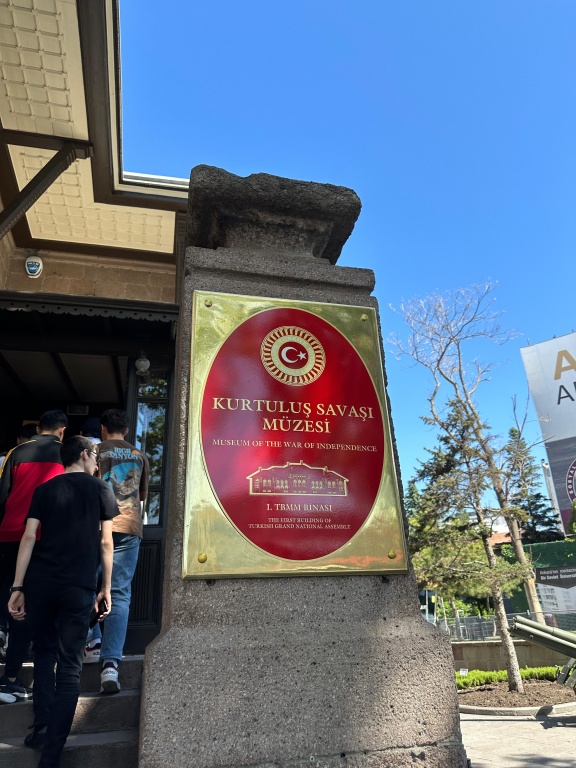 KURTULUŞ SAVAŞI
MÜZESİ
MUSEUM OF THE WAR OF INDEPENDENCE
I. TBMM BİNASI
THE FIRST BUILDING OF
TURKISH GRAND NATIONAL ASSEMBLY